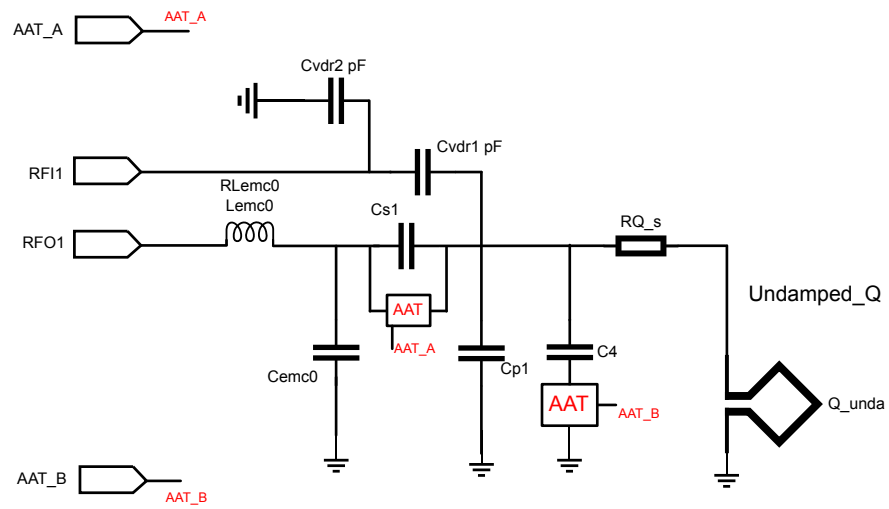 AAT_A
AAT_A
Cvdr2 pF
Cvdr1 pF
RFI1
RLemc0
Lemc0
Cs1
RFO1
RQ_s
Undamped_Q
AAT
AAT_A
Cemc0
Cp1
C4
AAT
AAT_B
Q_unda
AAT_B
AAT_B